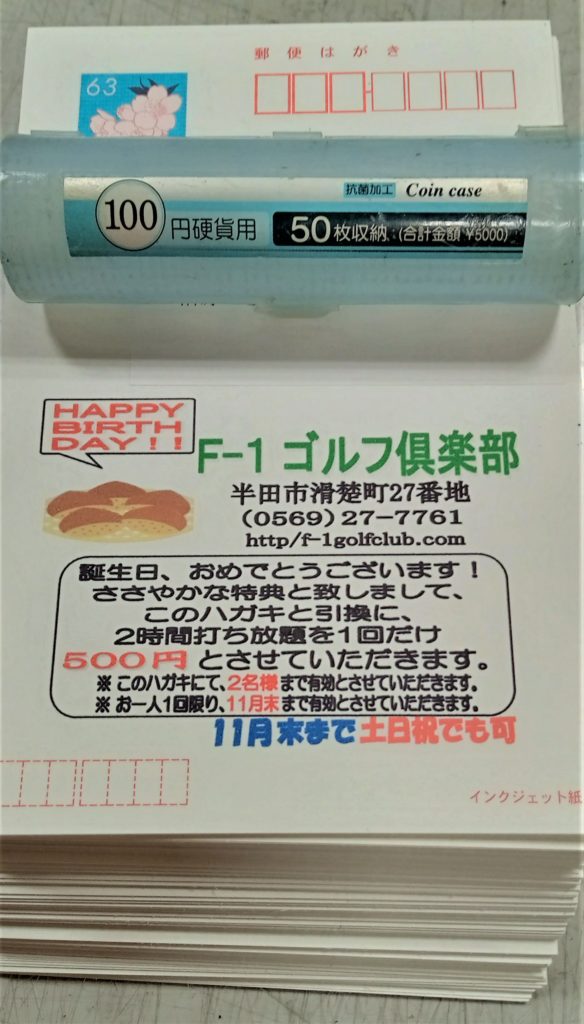 郵便はがき
63
抗菌加工 Coin case
100円硬貨用 50枚収納 (合計金額 ¥5000)
HAPPY
BIRTH
DAY!!
F-1 ゴルフ倶楽部
半田市滑楚町27番地
(0569)27-7761
http/f-1golfclub.com
誕生日、おめでとうございます!
ささやかな特典と致しまして、
このハガキと引換に、
2時間打ち放題を1回だけ
500円とさせていただきます。
※ このハガキにて、2名様まで有効とさせていただきます。
※ お一人1回限り、11月末まで有効とさせていただきます。
11月末まで土日祝でも可
インクジェット紙